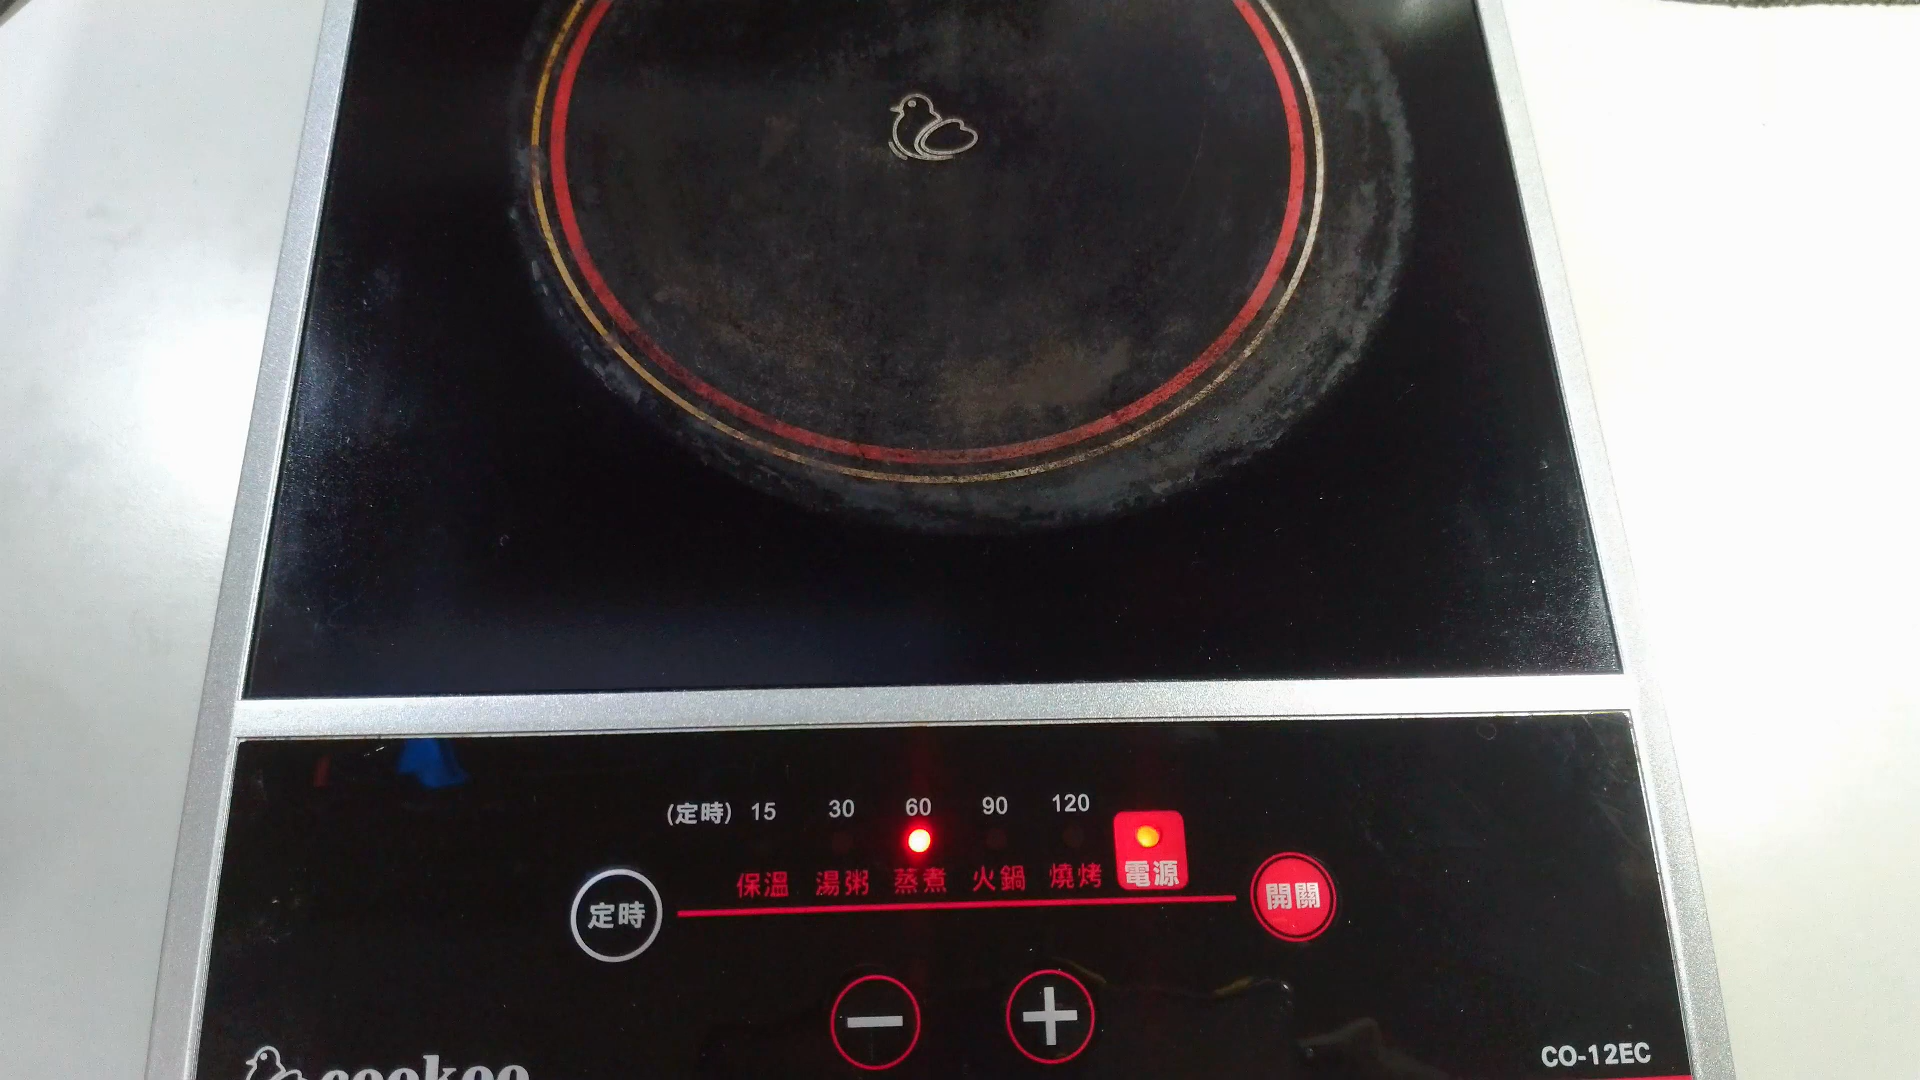 (定時) 15 30 60 90 120
保溫 湯粥 蒸煮 火鍋 燒烤 電源
定時 開關
− +
cookoo
CO-12EC